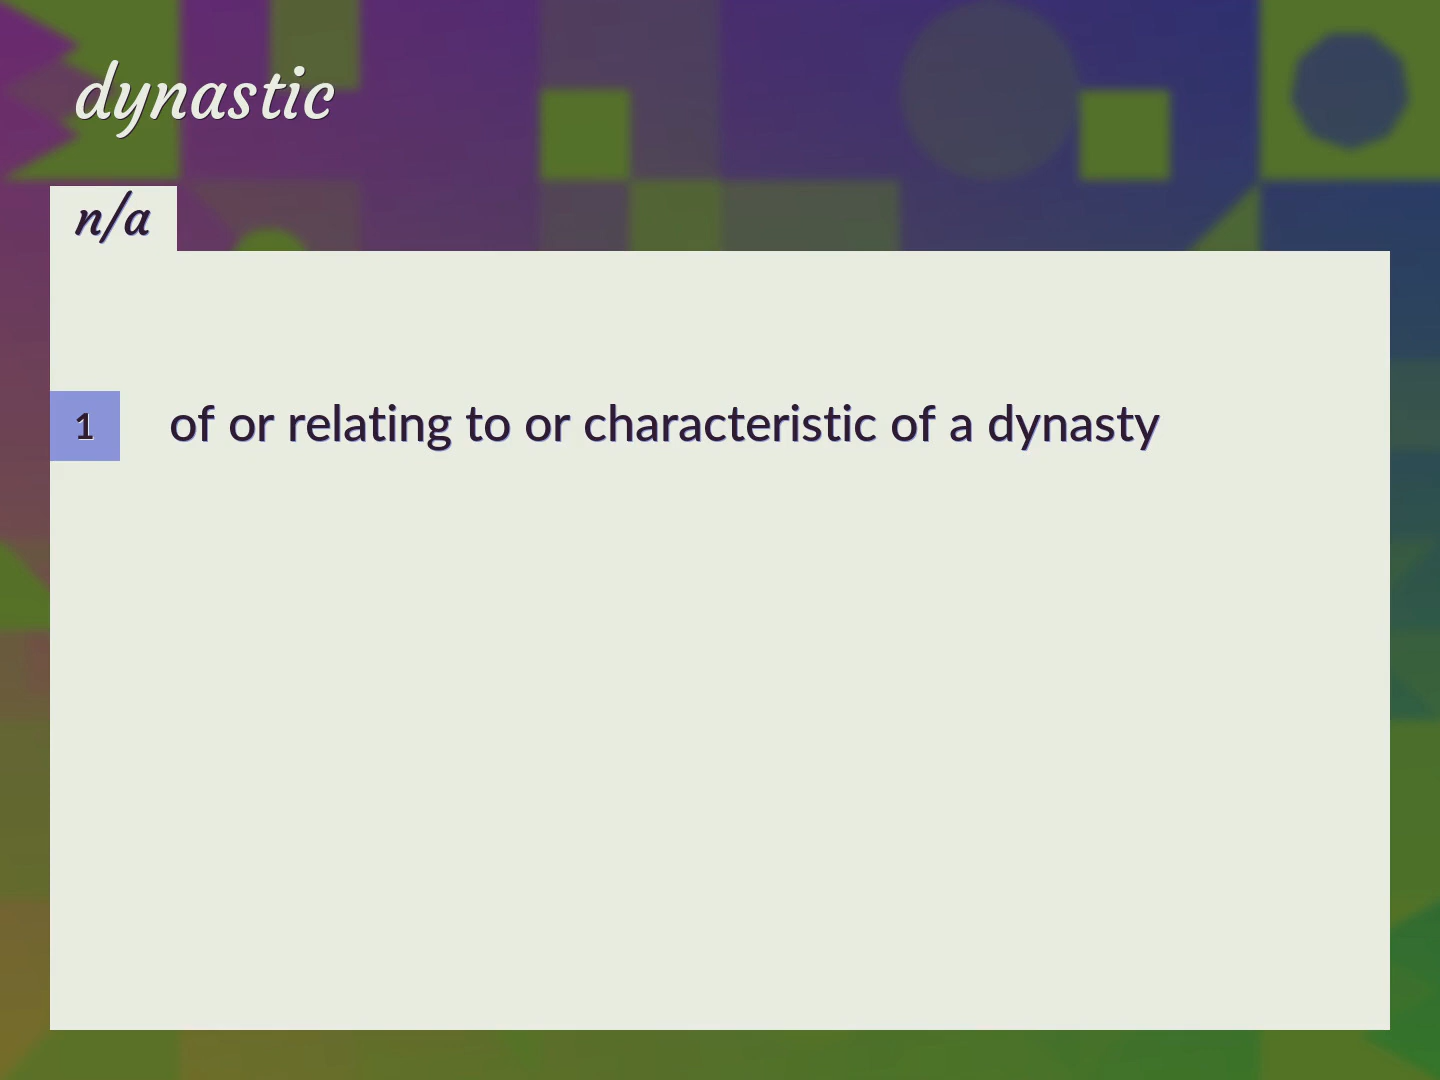 dynastic
n/a
1 of or relating to or characteristic of a dynasty